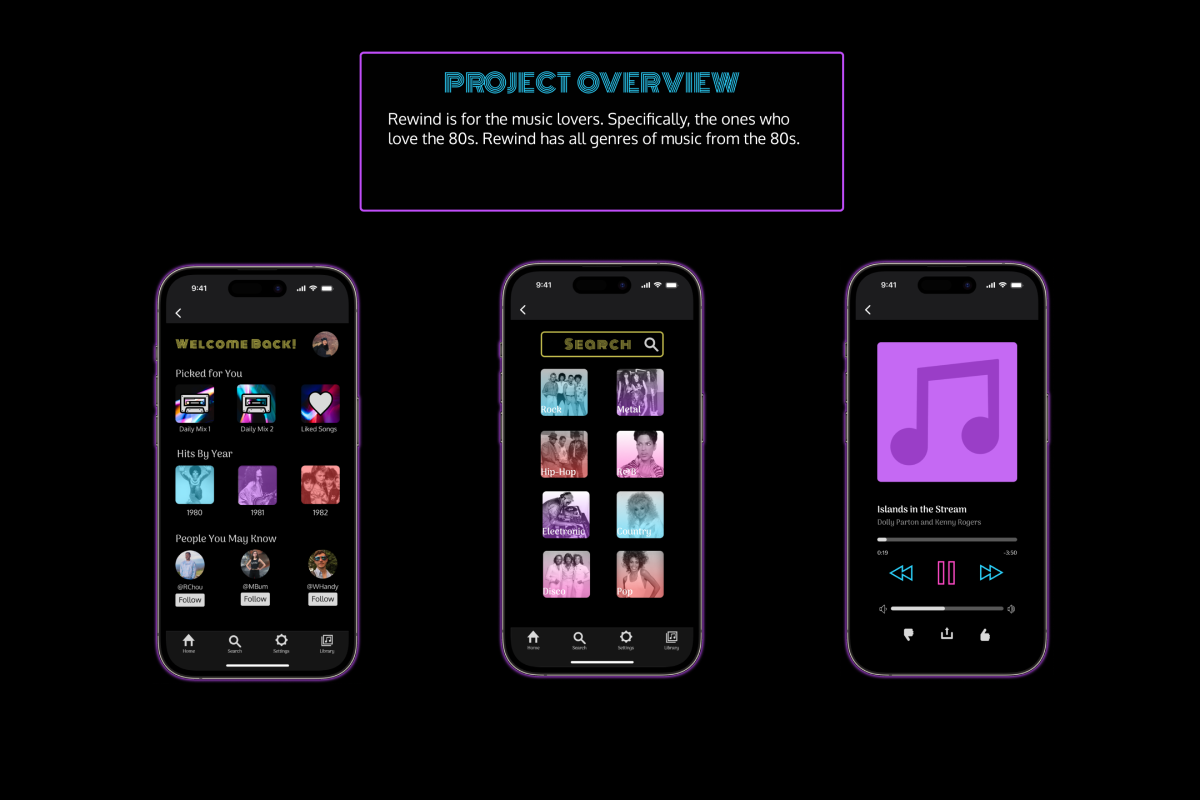 PROJECT OVERVIEW
Rewind is for the music lovers. Specifically, the ones who
love the 80s. Rewind has all genres of music from the 80s.
9:41
Welcome Back!
Picked for You
Daily Mix 1 Daily Mix 2 Liked Songs
Hits By Year
1980 1981 1982
People You May Know
@RChou @MBum @WHandy
Follow Follow Follow
Home Search Settings Library
9:41
Search
Rock Metal
Hip-Hop R&B
Electronic Country
Disco Pop
Home Search Settings Library
9:41
Islands in the Stream
Dolly Parton and Kenny Rogers
0:19 -3:50